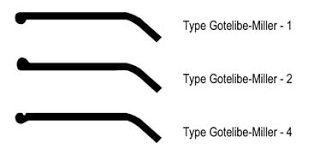 Type Gotelibe-Miller - 1
Type Gotelibe-Miller - 2
Type Gotelibe-Miller - 4